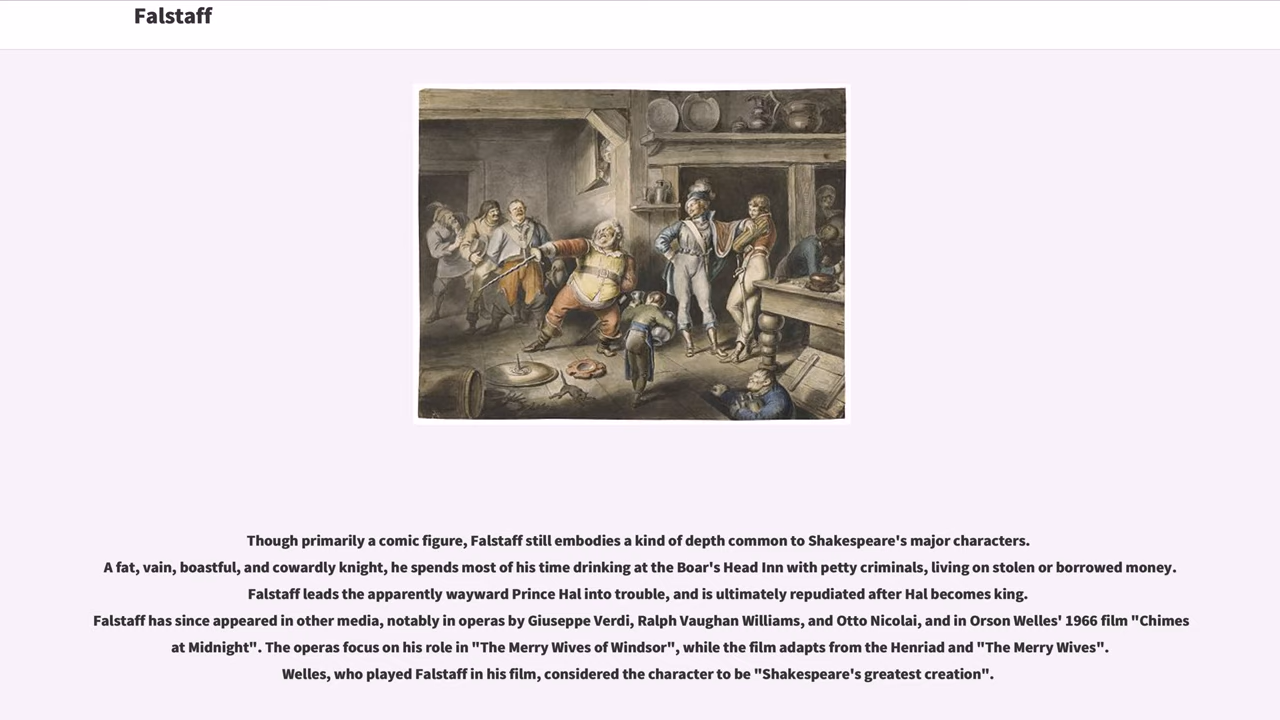 Falstaff
Though primarily a comic figure, Falstaff still embodies a kind of depth common to Shakespeare's major characters.
A fat, vain, boastful, and cowardly knight, he spends most of his time drinking at the Boar's Head Inn with petty criminals, living on stolen or borrowed money.
Falstaff leads the apparently wayward Prince Hal into trouble, and is ultimately repudiated after Hal becomes king.
Falstaff has since appeared in other media, notably in operas by Giuseppe Verdi, Ralph Vaughan Williams, and Otto Nicolai, and in Orson Welles' 1966 film "Chimes
at Midnight". The operas focus on his role in "The Merry Wives of Windsor", while the film adapts from the Henriad and "The Merry Wives".
Welles, who played Falstaff in his film, considered the character to be "Shakespeare's greatest creation".